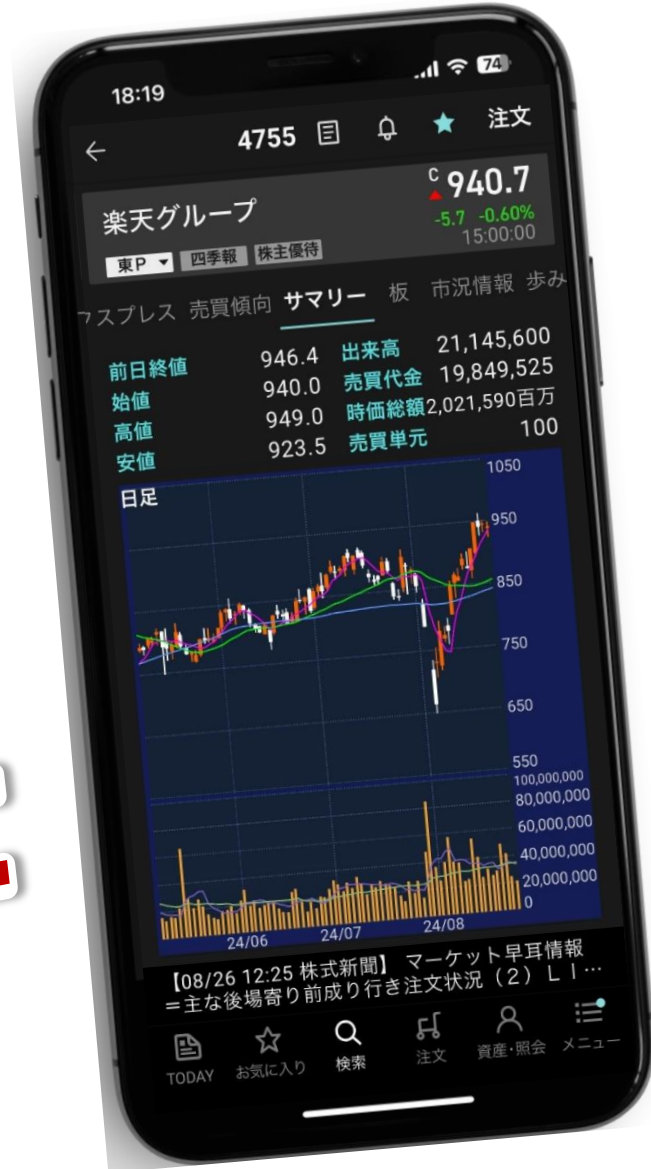 18:19 74
4755 注文
楽天グループ C 940.7
-5.7 -0.60%
東P 四季報 株主優待 15:00:00
スプレス 売買傾向 サマリー 板 市況情報 歩み
前日終値 946.4 出来高 21,145,600
始値 940.0 売買代金 19,849,525
高値 949.0 時価総額 2,021,590百万
安値 923.5 売買単元 100
日足
1050
950
850
750
650
550
100,000,000
80,000,000
60,000,000
40,000,000
20,000,000
0
24/06 24/07 24/08
【08/26 12:25 株式新聞】 マーケット早耳情報
=主な後場寄り前成り行き注文状況（2）ＬＩ…
TODAY お気に入り 検索 注文 資産・照会 メニュー